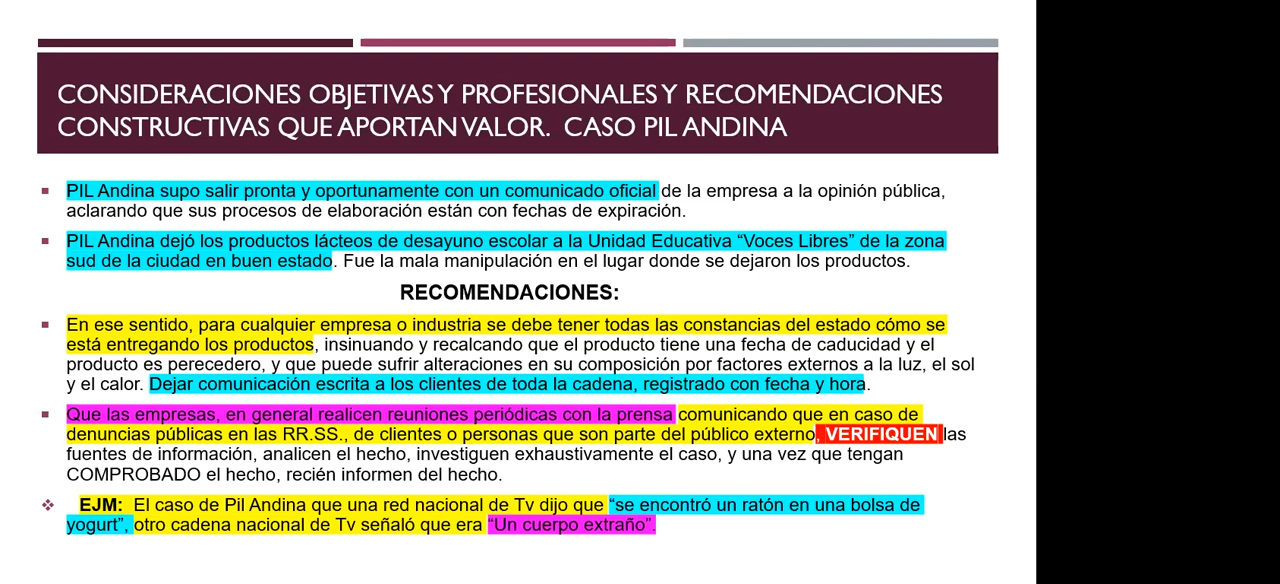 CONSIDERACIONES OBJETIVAS Y PROFESIONALES Y RECOMENDACIONES
CONSTRUCTIVAS QUE APORTAN VALOR. CASO PIL ANDINA
PIL Andina supo salir pronta y oportunamente con un comunicado oficial de la empresa a la opinión pública,
aclarando que sus procesos de elaboración están con fechas de expiración.
PIL Andina dejó los productos lácteos de desayuno escolar a la Unidad Educativa “Voces Libres” de la zona
sud de la ciudad en buen estado. Fue la mala manipulación en el lugar donde se dejaron los productos.
RECOMENDACIONES:
En ese sentido, para cualquier empresa o industria se debe tener todas las constancias del estado cómo se
está entregando los productos, insinuando y recalcando que el producto tiene una fecha de caducidad y el
producto es perecedero, y que puede sufrir alteraciones en su composición por factores externos a la luz, el sol
y el calor. Dejar comunicación escrita a los clientes de toda la cadena, registrado con fecha y hora.
Que las empresas, en general realicen reuniones periódicas con la prensa comunicando que en caso de
denuncias públicas en las RR.SS., de clientes o personas que son parte del público externo, VERIFIQUEN las
fuentes de información, analicen el hecho, investiguen exhaustivamente el caso, y una vez que tengan
COMPROBADO el hecho, recién informen del hecho.
EJM: El caso de Pil Andina que una red nacional de Tv dijo que “se encontró un ratón en una bolsa de
yogurt”, otro cadena nacional de Tv señaló que era “Un cuerpo extraño”.